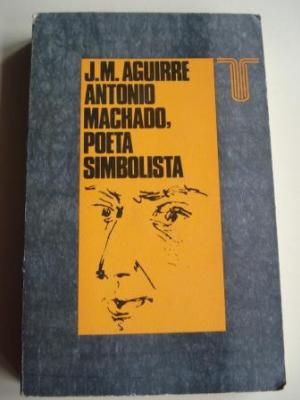 J.M. AGUIRRE
ANTONIO
MACHADO,
POETA
SIMBOLISTA